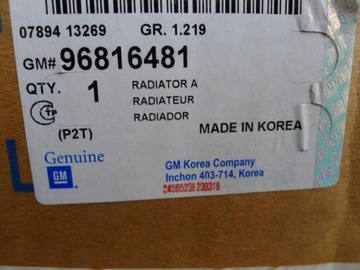 07894 13269 GR. 1.219
GM# 96816481
QTY. 1 RADIATOR A
RADIATEUR
RADIADOR
(P2T) MADE IN KOREA
Genuine
GM
GM Korea Company
Inchon 403-714, Korea